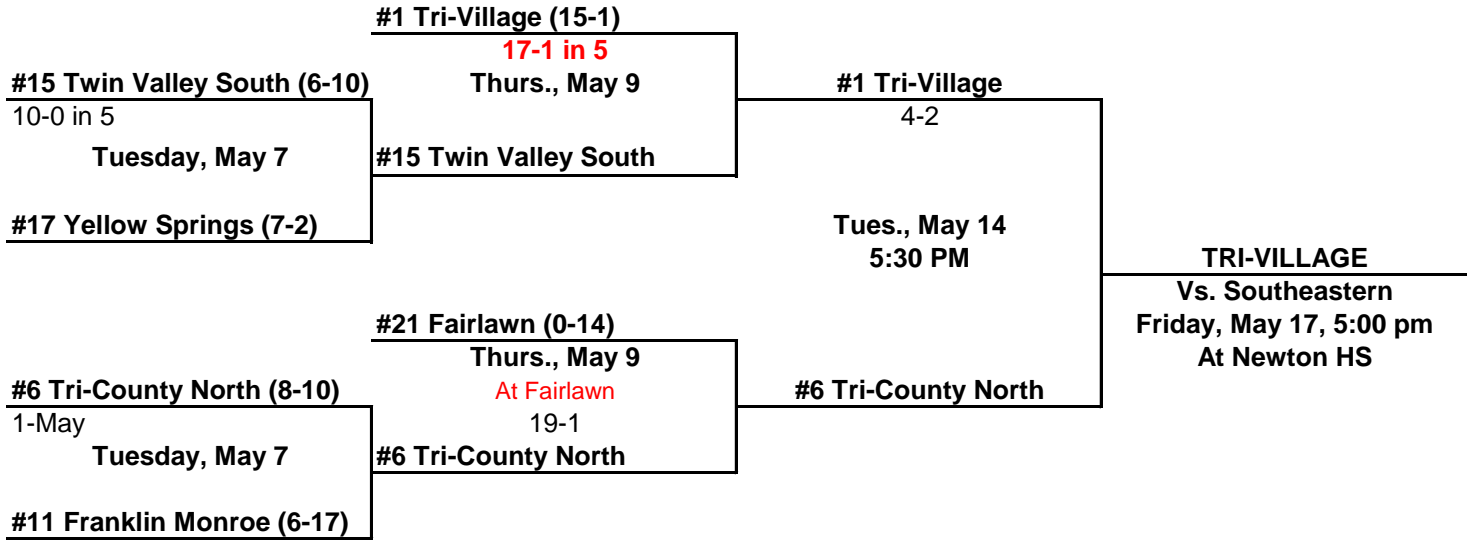 #1 Tri-Village (15-1)
17-1 in 5
#15 Twin Valley South (6-10)
Thurs., May 9
#1 Tri-Village
10-0 in 5
4-2
Tuesday, May 7
#15 Twin Valley South
#17 Yellow Springs (7-2)
Tues., May 14
5:30 PM
TRI-VILLAGE
Vs. Southeastern
#21 Fairlawn (0-14)
Friday, May 17, 5:00 pm
Thurs., May 9
At Newton HS
#6 Tri-County North (8-10)
At Fairlawn
#6 Tri-County North
1-May
19-1
Tuesday, May 7
#6 Tri-County North
#11 Franklin Monroe (6-17)